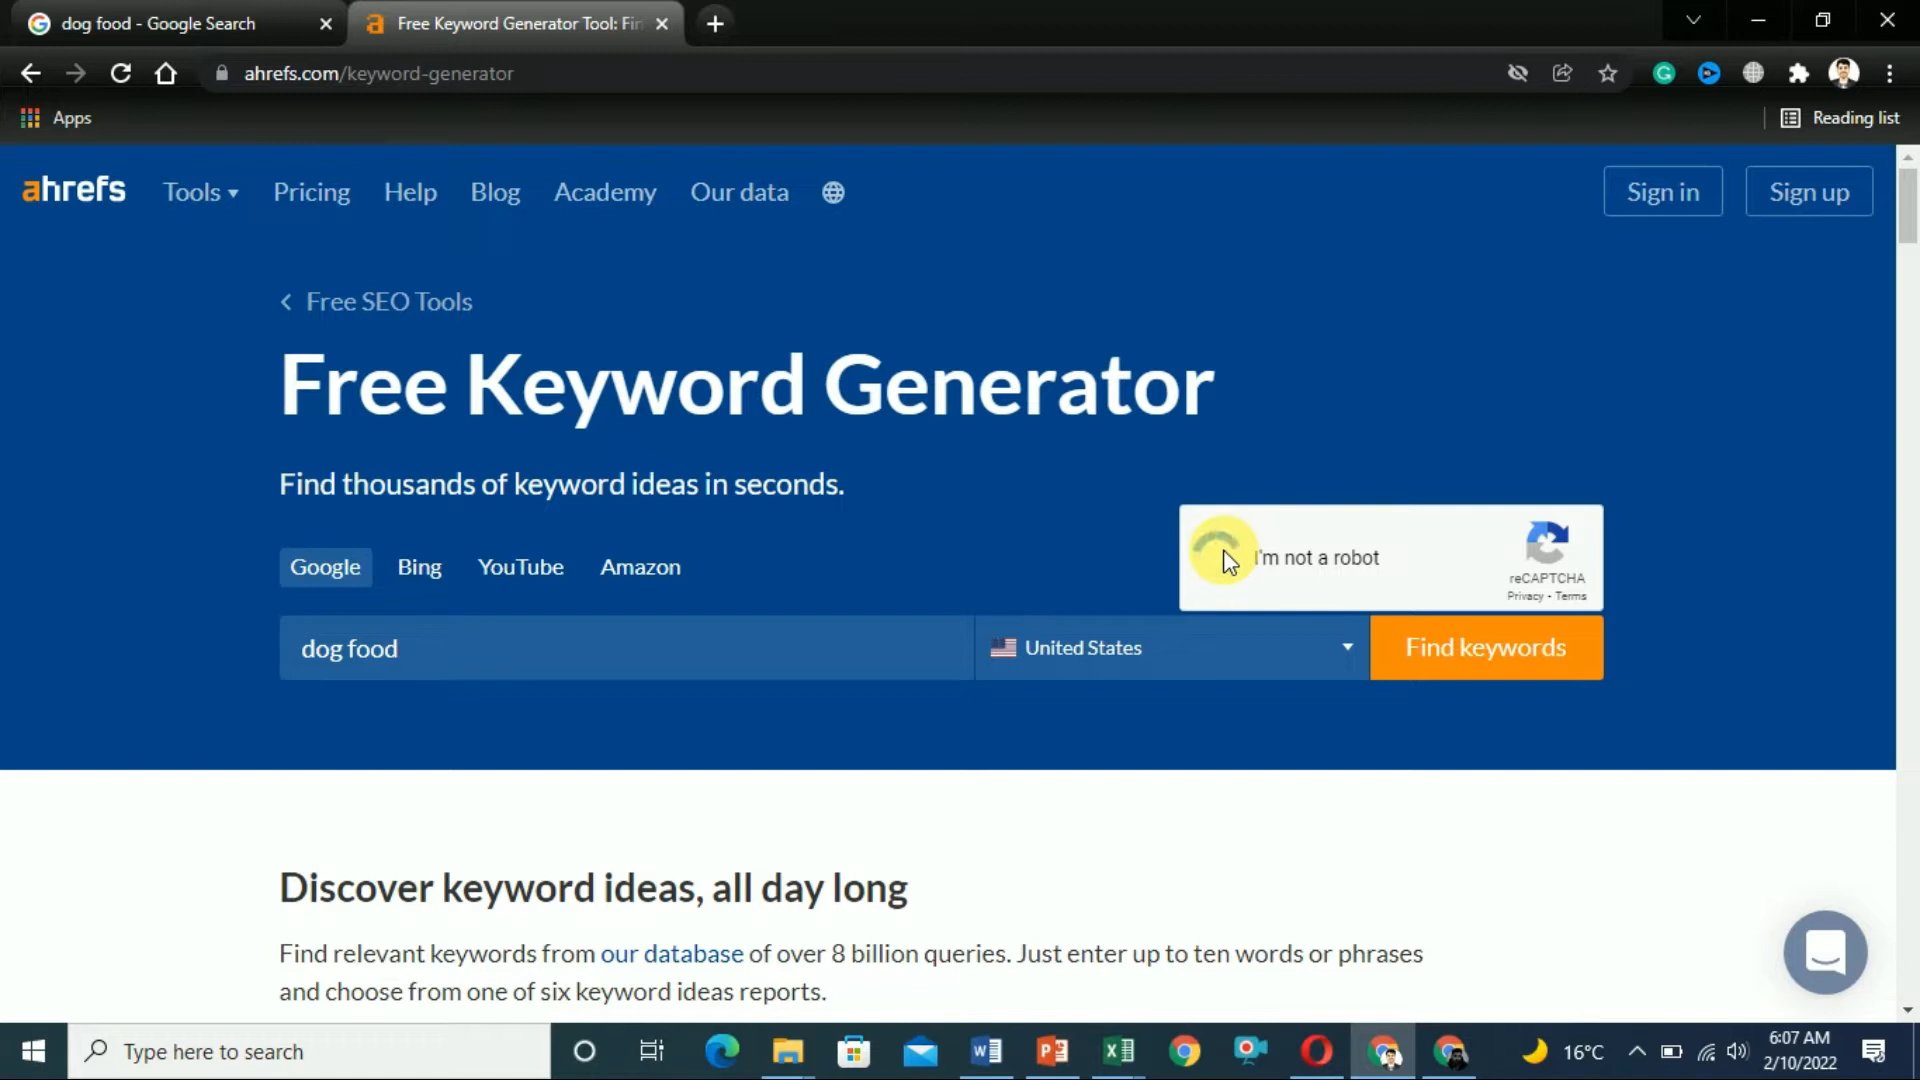 dog food - Google Search
Free Keyword Generator Tool: Fin
ahrefs.com/keyword-generator
Apps
Reading list
ahrefs
Tools
Pricing
Help
Blog
Academy
Our data
Sign in
Sign up
Free SEO Tools
Free Keyword Generator
Find thousands of keyword ideas in seconds.
Google
Bing
YouTube
Amazon
I'm not a robot
reCAPTCHA
Privacy - Terms
dog food
United States
Find keywords
Discover keyword ideas, all day long
Find relevant keywords from our database of over 8 billion queries. Just enter up to ten words or phrases
and choose from one of six keyword ideas reports.
Type here to search
16°C
6:07 AM
2/10/2022